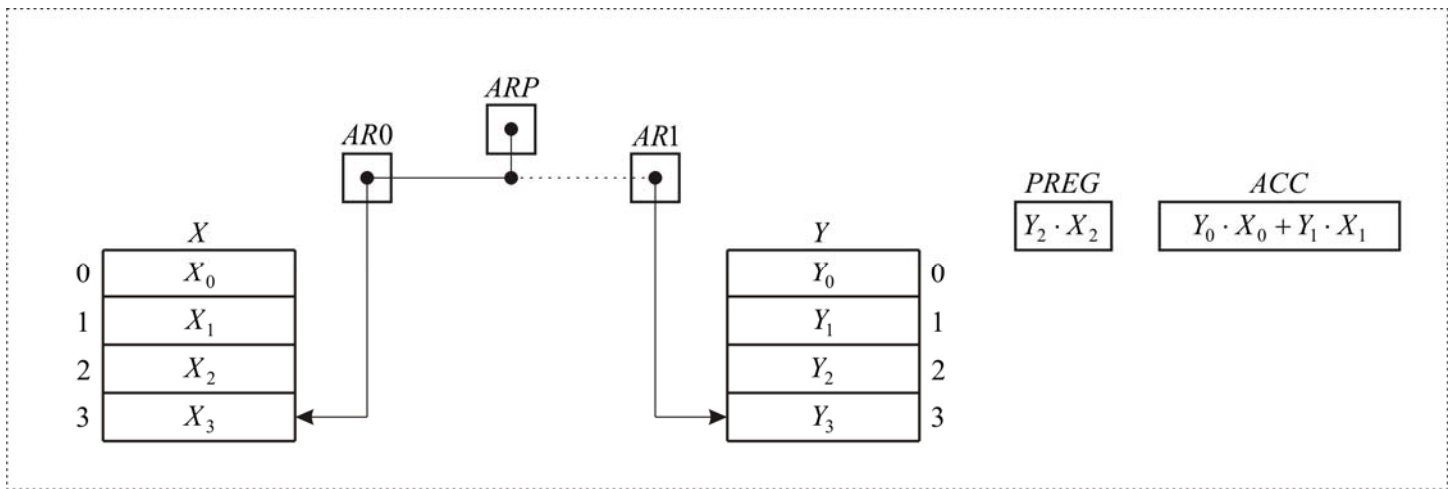 ARP
AR0 AR1
PREG ACC
Y₂ · X₂ Y₀ · X₀ + Y₁ · X₁
X Y
0 X₀ Y₀ 0
1 X₁ Y₁ 1
2 X₂ Y₂ 2
3 X₃ Y₃ 3